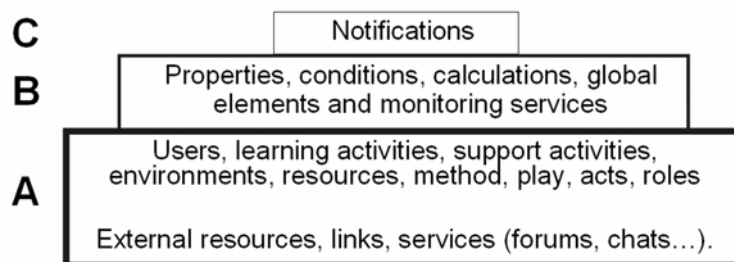 C Notifications
B Properties, conditions, calculations, global
elements and monitoring services
A Users, learning activities, support activities,
environments, resources, method, play, acts, roles
External resources, links, services (forums, chats…).